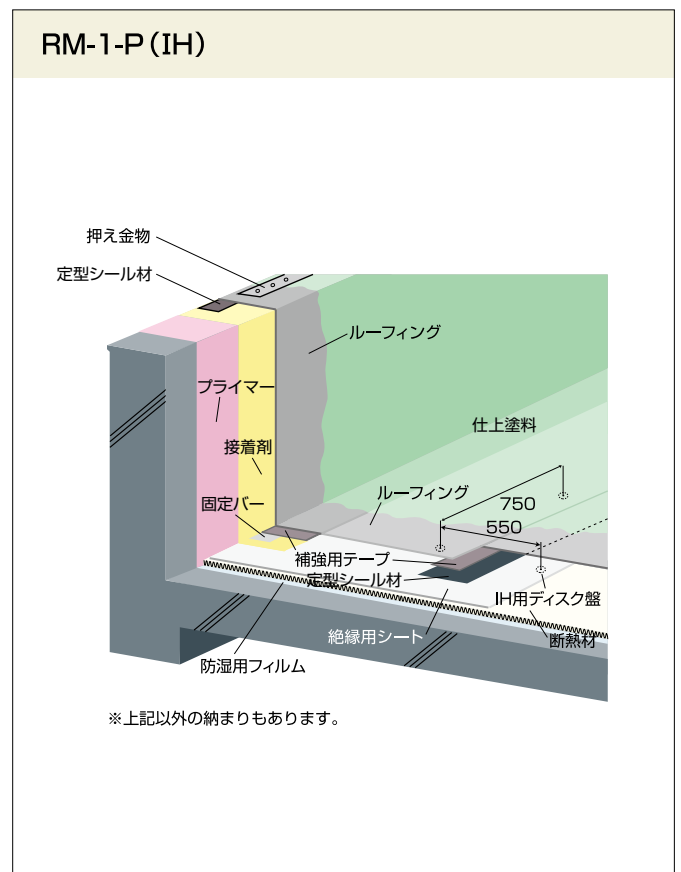 RM-1-P(IH)
押え金物
定型シール材
ルーフィング
プライマー
仕上塗料
接着剤
固定バー
ルーフィング
750
550
補強用テープ
定型シール材
IH用ディスク盤
絶縁用シート
断熱材
防湿用フィルム
※上記以外の納まりもあります。